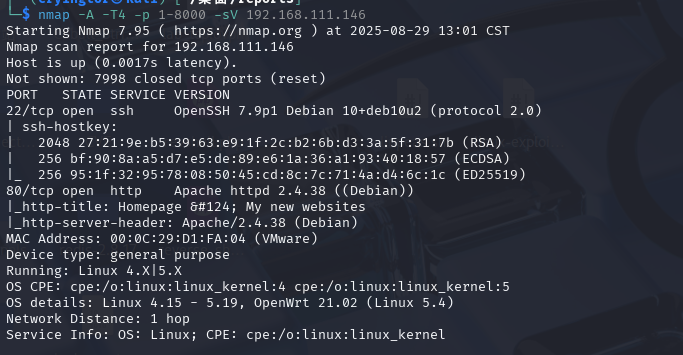 nmap -A -T4 -p 1-8000 -sV 192.168.111.146
Starting Nmap 7.95 ( https://nmap.org ) at 2025-08-29 13:01 CST
Nmap scan report for 192.168.111.146
Host is up (0.0017s latency).
Not shown: 7998 closed tcp ports (reset)
PORT   STATE SERVICE VERSION
22/tcp open  ssh     OpenSSH 7.9p1 Debian 10+deb10u2 (protocol 2.0)
| ssh-hostkey:
|   2048 27:21:9e:b5:39:63:e9:1f:2c:b2:6b:d3:3a:5f:31:7b (RSA)
|   256 bf:90:8a:a5:d7:e5:de:89:e6:1a:36:a1:93:40:18:57 (ECDSA)
|_  256 95:1f:32:95:78:08:50:45:cd:8c:7c:71:4a:d4:6c:1c (ED25519)
80/tcp open  http    Apache httpd 2.4.38 ((Debian))
|_http-title: Homepage &#124; My new websites
|_http-server-header: Apache/2.4.38 (Debian)
MAC Address: 00:0C:29:D1:FA:04 (VMware)
Device type: general purpose
Running: Linux 4.X|5.X
OS CPE: cpe:/o:linux:linux_kernel:4 cpe:/o:linux:linux_kernel:5
OS details: Linux 4.15 - 5.19, OpenWrt 21.02 (Linux 5.4)
Network Distance: 1 hop
Service Info: OS: Linux; CPE: cpe:/o:linux:linux_kernel